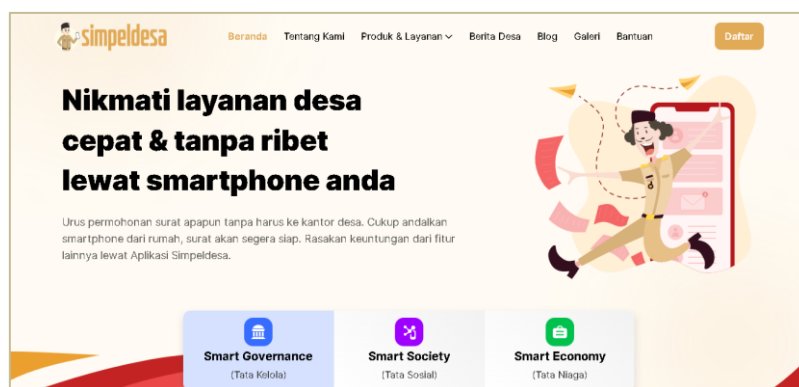 simpeldesa
Beranda Tentang Kami Produk & Layanan Berita Desa Blog Galeri Bantuan Daftar
Nikmati layanan desa
cepat & tanpa ribet
lewat smartphone anda
Urus permohonan surat apapun tanpa harus ke kantor desa. Cukup andalkan
smartphone dari rumah, surat akan segera siap. Rasakan keuntungan dari fitur
lainnya lewat Aplikasi Simpeldesa.
Smart Governance Smart Society Smart Economy
(Tata Kelola) (Tata Sosial) (Tata Niaga)